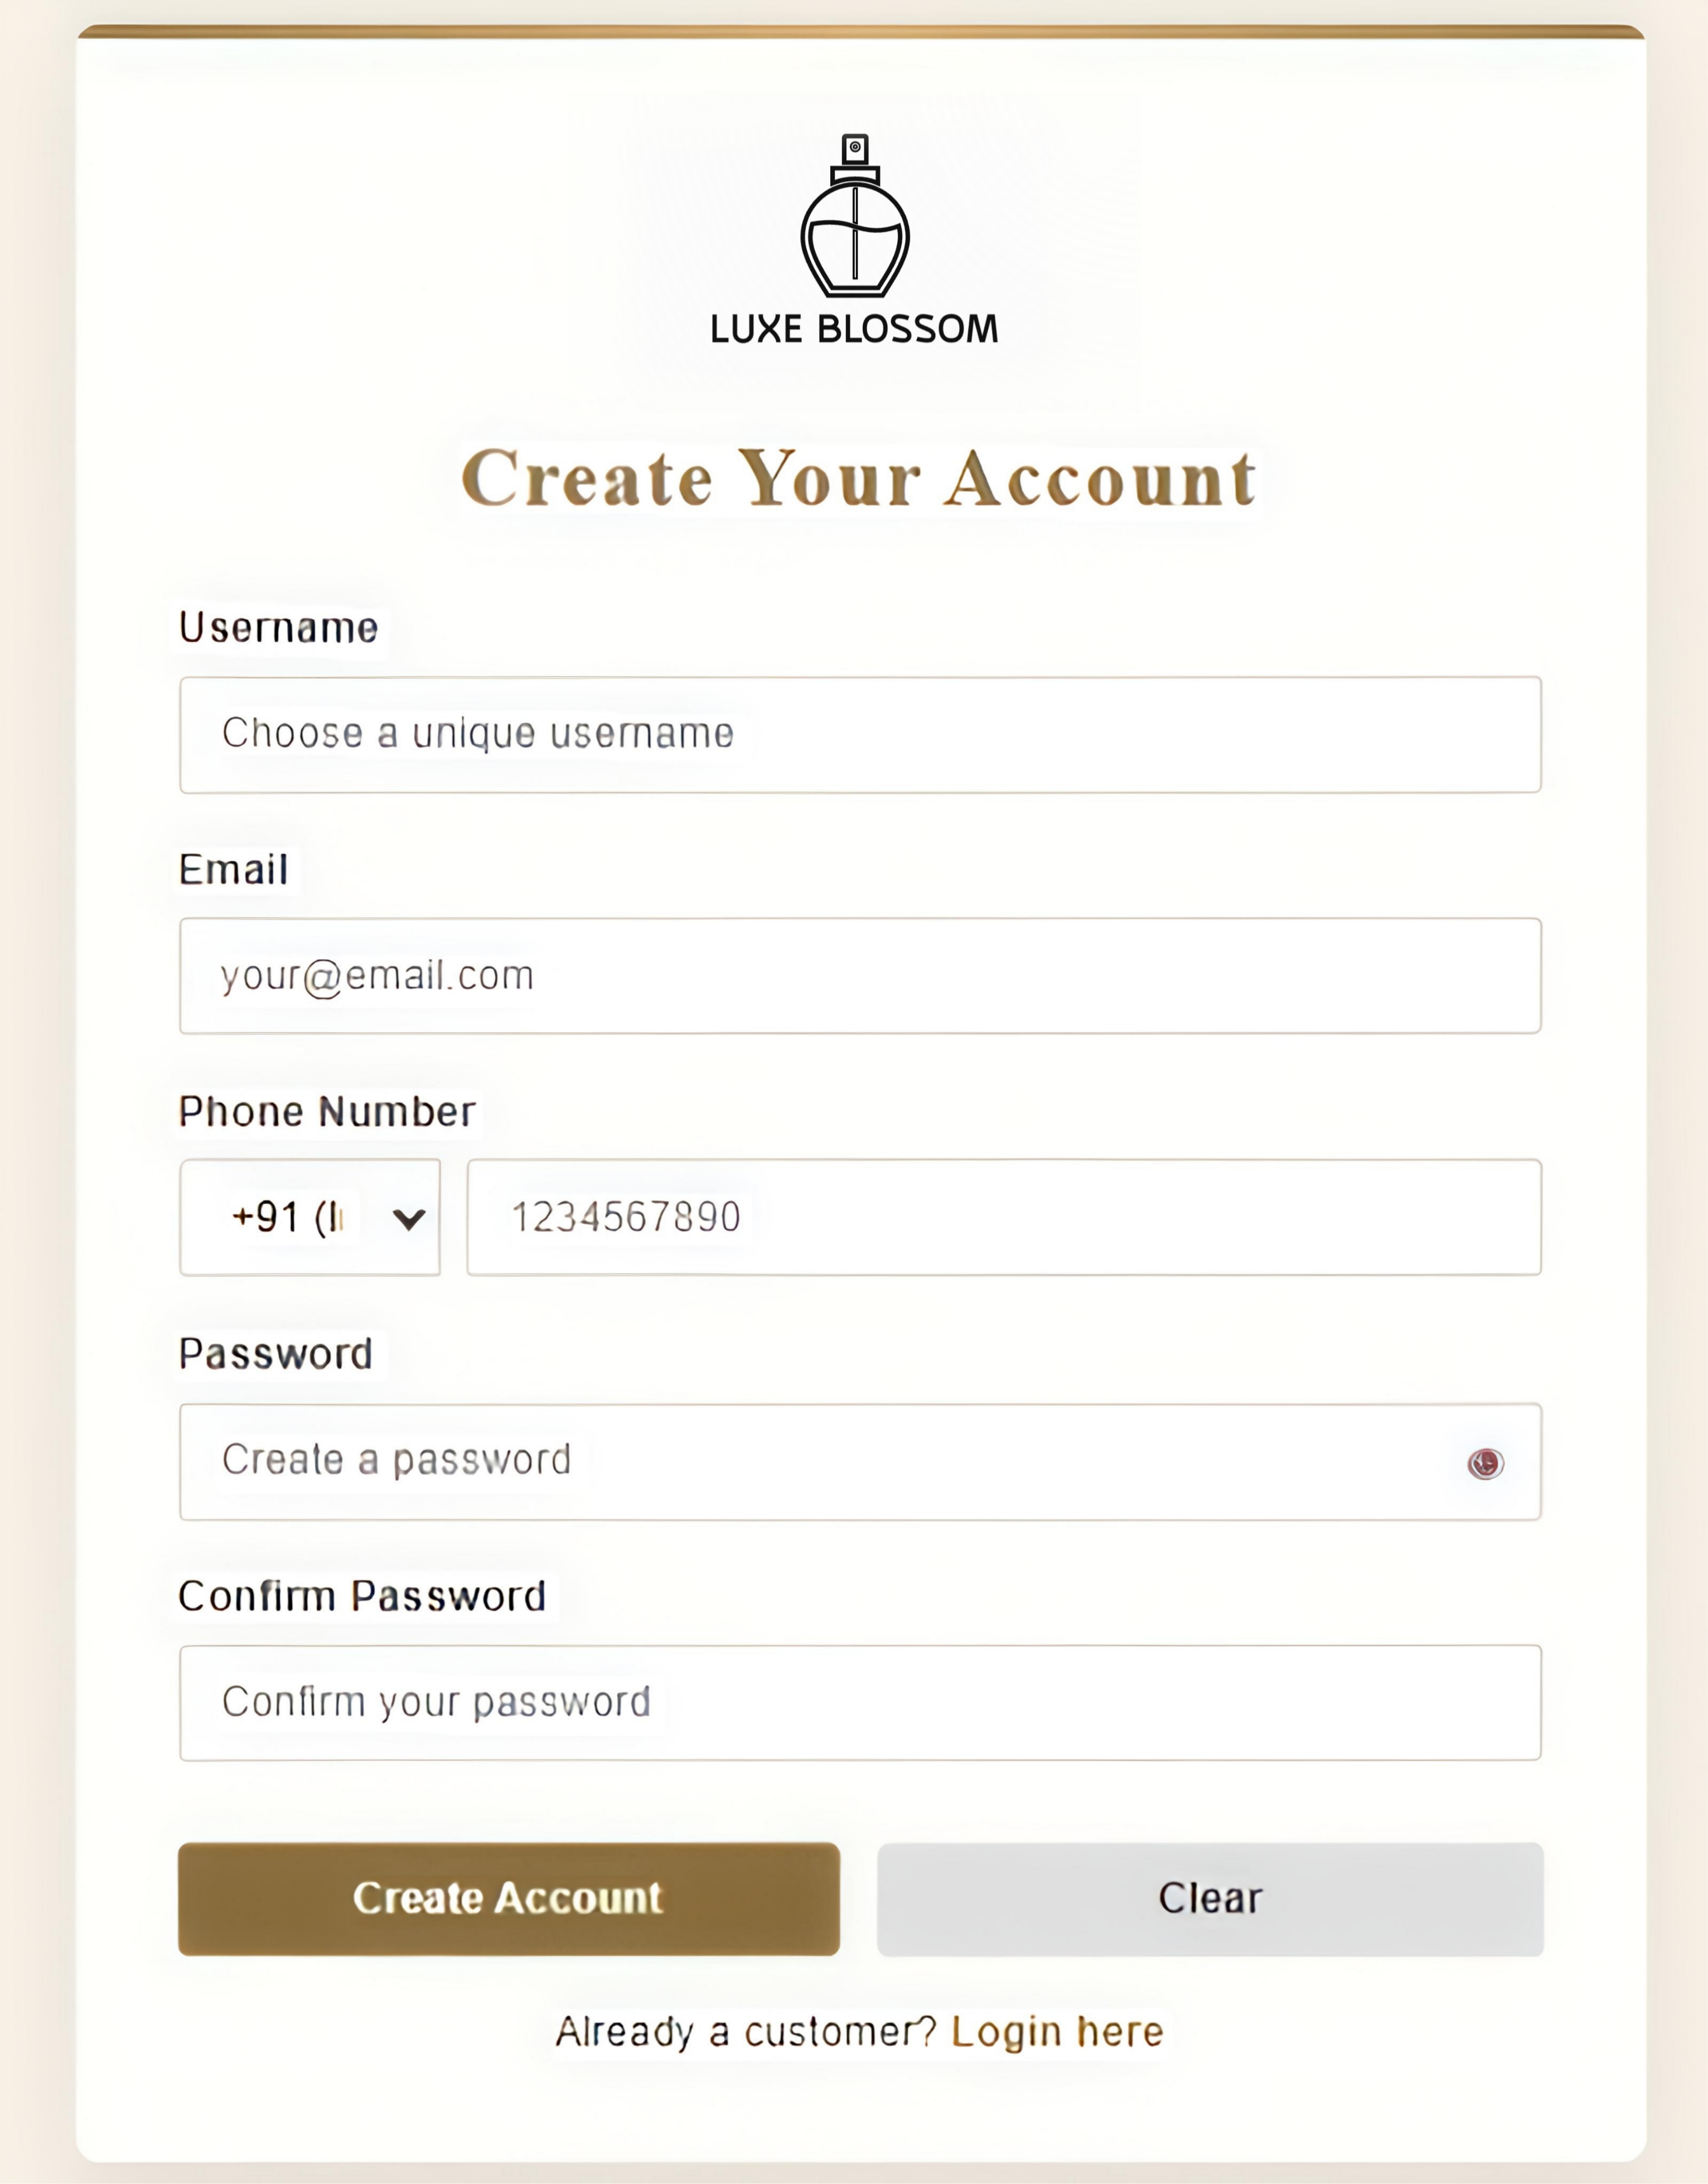 LUXE BLOSSOM
Create Your Account
Username
Choose a unique username
Email
your@email.com
Phone Number
+91 (I 1234567890
Password
Create a password
Confirm Password
Confirm your password
Create Account Clear
Already a customer? Login here